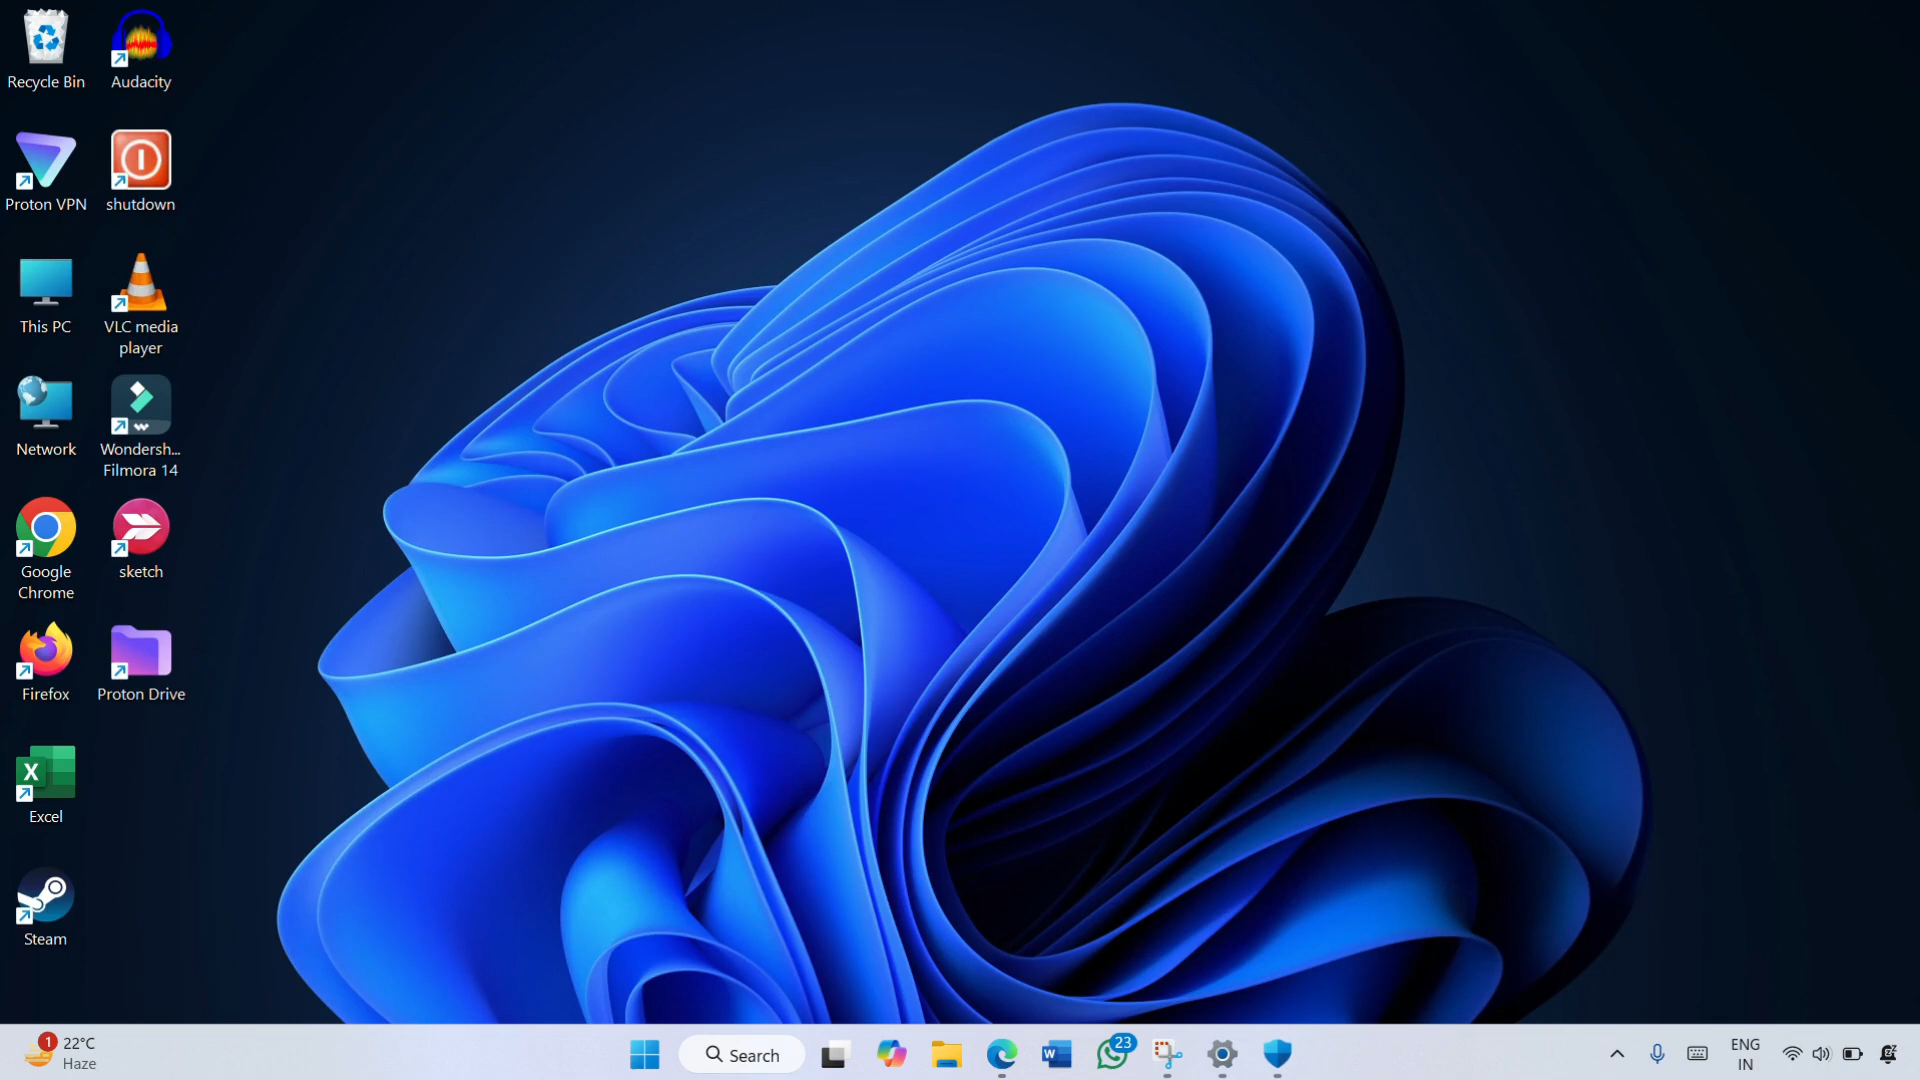 Recycle Bin
Audacity
Proton VPN
shutdown
This PC
VLC media
player
Network
Wondersh...
Filmora 14
Google
Chrome
sketch
Firefox
Proton Drive
X
Excel
Steam
1
22°C
Haze
Search
W
23
ENG
IN